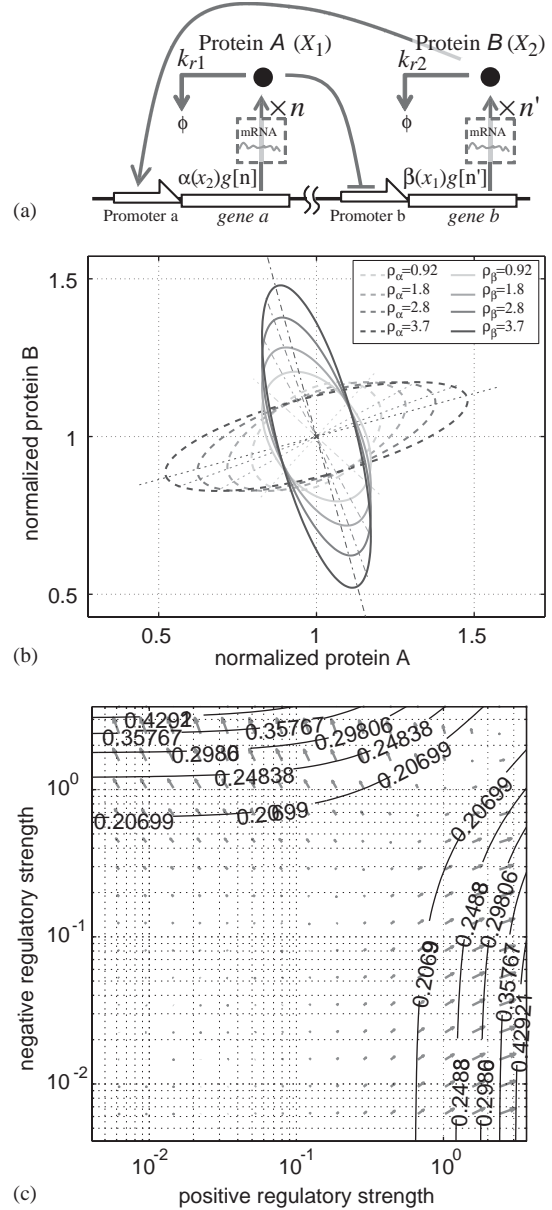 Protein A (X1)
Protein B (X2)
kr1
kr2
ϕ
×n
ϕ
×n'
mRNA
mRNA
α(x2)g[n]
β(x1)g[n']
(a)
Promoter a
gene a
Promoter b
gene b
1.5
1
0.5
normalized protein B
ρα=0.92
ρα=1.8
ρα=2.8
ρα=3.7
ρβ=0.92
ρβ=1.8
ρβ=2.8
ρβ=3.7
0.5
1
1.5
(b)
normalized protein A
0.35767
0.35767
0.29806
0.24838
0.24838
0.20699
0.20699
0.20699
0.2488
0.29806
0.35767
0.42921
0.2488
10^0
10^-1
10^-2
negative regulatory strength
10^-2
10^-1
10^0
(c)
positive regulatory strength